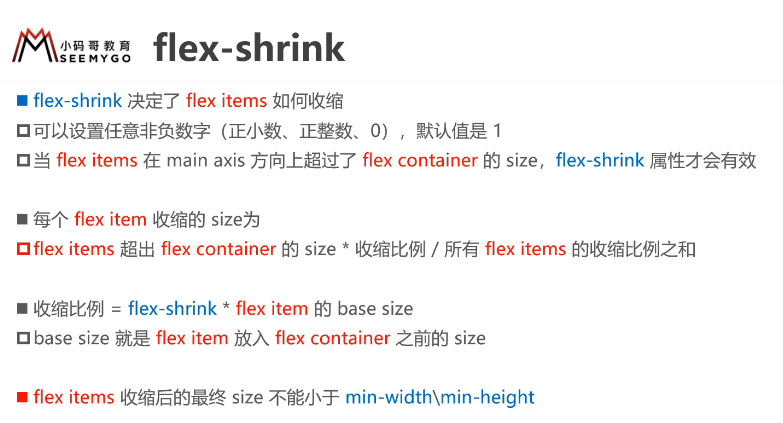 小码哥教育
SEEMYGO
flex-shrink
flex-shrink 决定了 flex items 如何收缩
可以设置任意非负数字（正小数、正整数、0），默认值是 1
当 flex items 在 main axis 方向上超过了 flex container 的 size，flex-shrink 属性才会有效
每个 flex item 收缩的 size为
flex items 超出 flex container 的 size * 收缩比例 / 所有 flex items 的收缩比例之和
收缩比例 = flex-shrink * flex item 的 base size
base size 就是 flex item 放入 flex container 之前的 size
flex items 收缩后的最终 size 不能小于 min-width\min-height